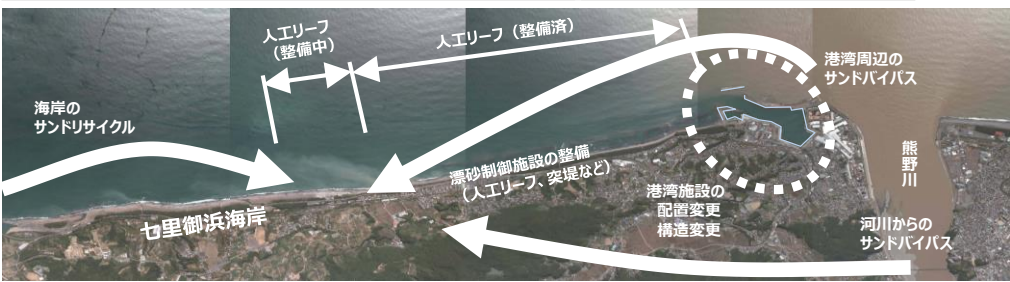 人工リーフ
（整備中）
人工リーフ（整備済）
港湾周辺の
サンドバイパス
海岸の
サンドリサイクル
漂砂制御施設の整備
（人工リーフ、突堤など）
熊野川
七里御浜海岸
港湾施設の
配置変更
構造変更
河川からの
サンドバイパス